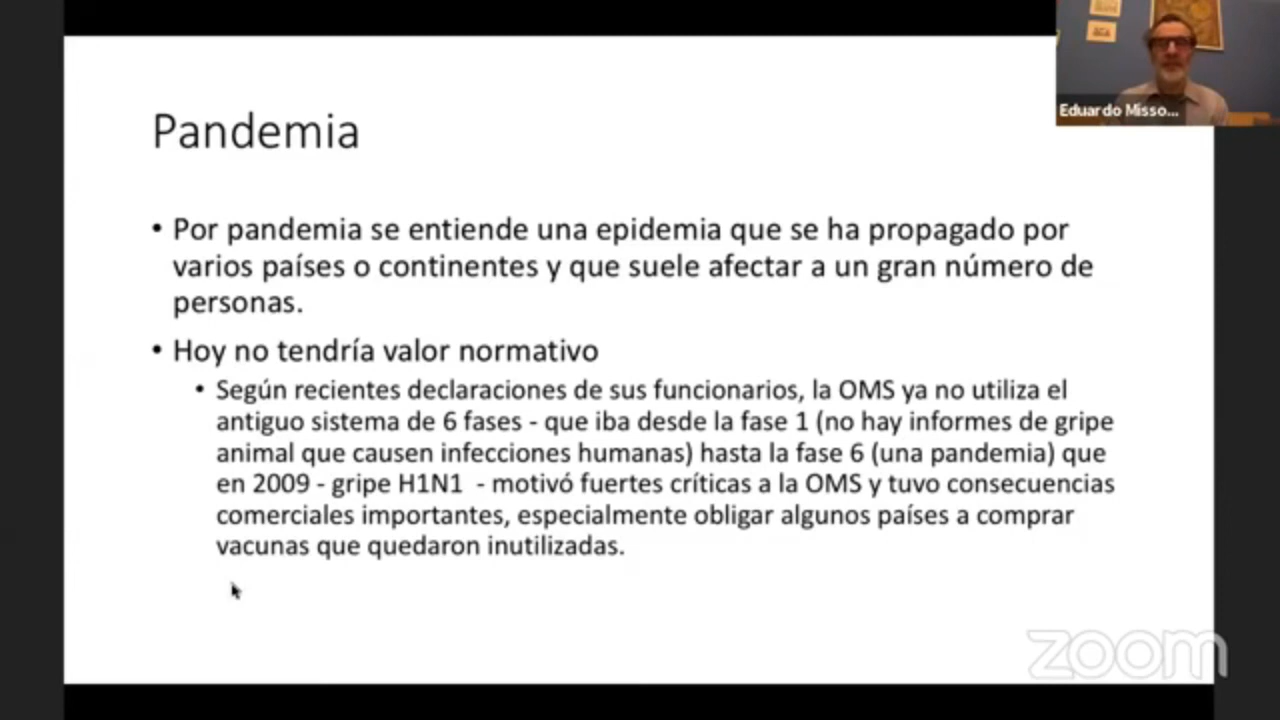 Eduardo Misso...
Pandemia
• Por pandemia se entiende una epidemia que se ha propagado por
varios países o continentes y que suele afectar a un gran número de
personas.
• Hoy no tendría valor normativo
• Según recientes declaraciones de sus funcionarios, la OMS ya no utiliza el
antiguo sistema de 6 fases - que iba desde la fase 1 (no hay informes de gripe
animal que causen infecciones humanas) hasta la fase 6 (una pandemia) que
en 2009 - gripe H1N1 - motivó fuertes críticas a la OMS y tuvo consecuencias
comerciales importantes, especialmente obligar algunos países a comprar
vacunas que quedaron inutilizadas.
zoom